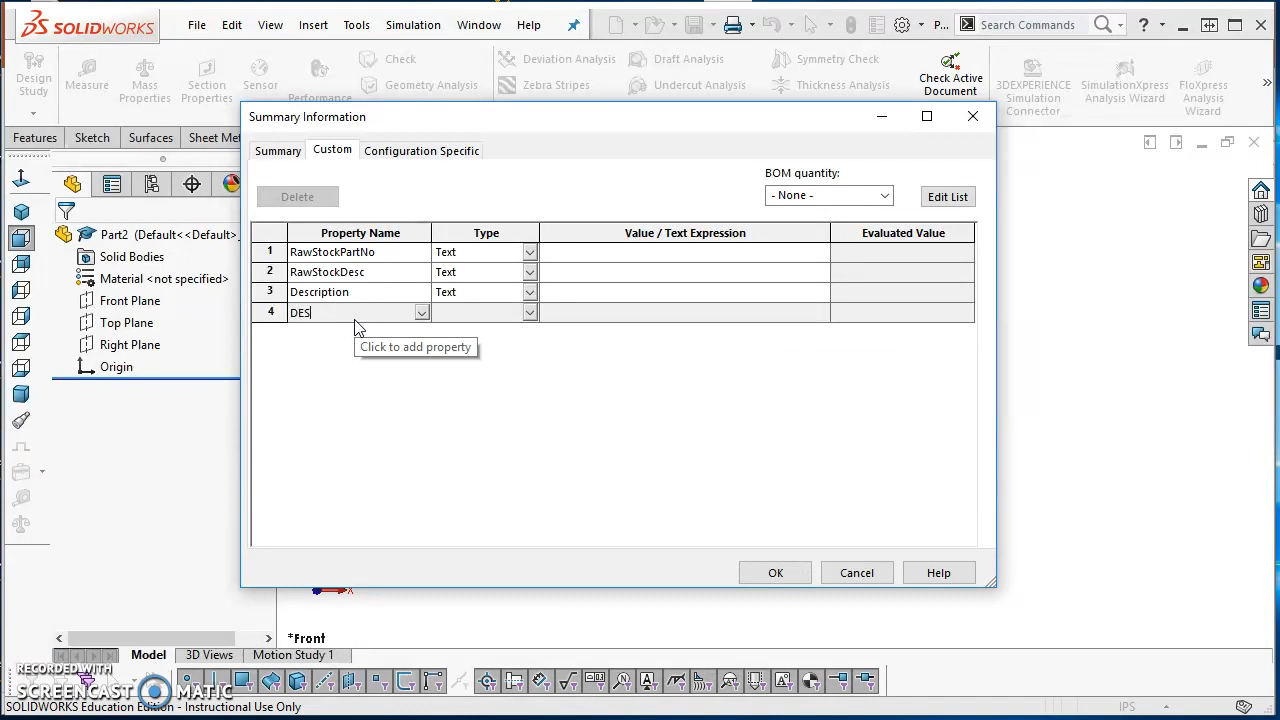 SOLIDWORKS
File Edit View Insert Tools Simulation Window Help
P...
Search Commands
Design Study
Measure
Mass Properties
Section Properties
Sensor
Performance
Check
Geometry Analysis
Deviation Analysis
Zebra Stripes
Draft Analysis
Undercut Analysis
Symmetry Check
Thickness Analysis
Check Active Document
3DEXPERIENCE Simulation Connector
SimulationXpress Analysis Wizard
FloXpress Analysis Wizard
Features Sketch Surfaces Sheet Met
Summary Information
Summary Custom Configuration Specific
Delete
BOM quantity:
- None -
Edit List
Property Name Type Value / Text Expression Evaluated Value
1 RawStockPartNo Text
2 RawStockDesc Text
3 Description Text
4 DES
Click to add property
OK Cancel Help
Part2 (Default<<Default>_
Solid Bodies
Material <not specified>
Front Plane
Top Plane
Right Plane
Origin
X
*Front
Model 3D Views Motion Study 1
RECORDED WITH
SCREENCAST MATIC
SOLIDWORKS Education Edition - Instructional Use Only
IPS